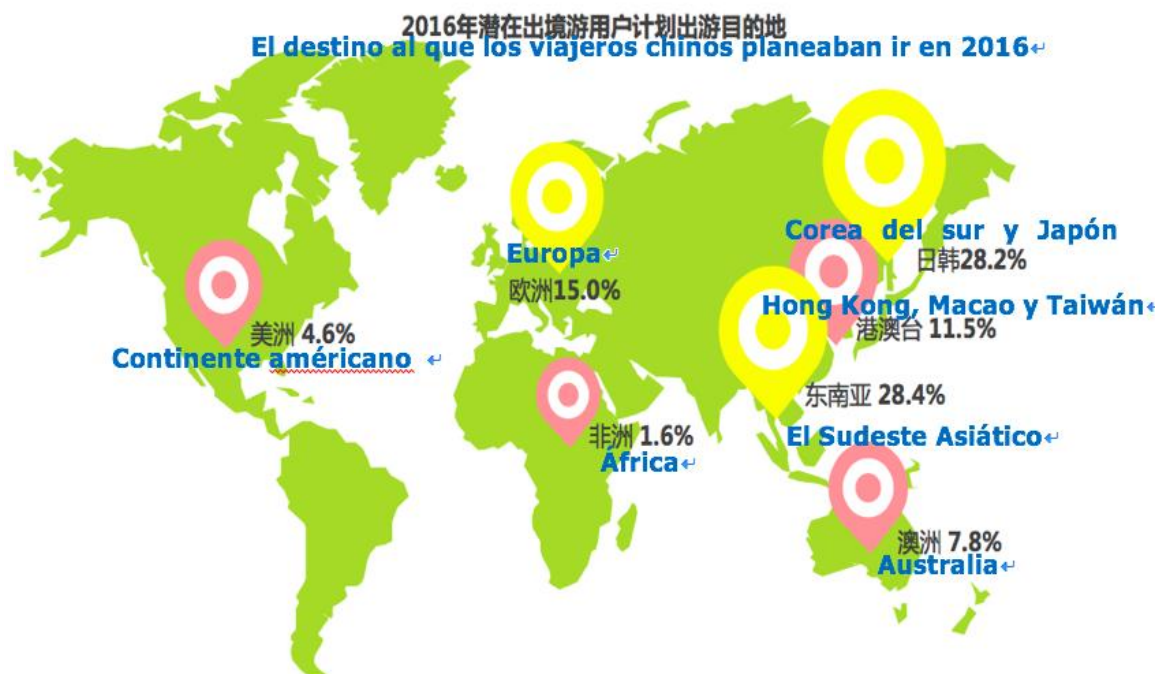 2016年潜在出境游用户计划出游目的地
El destino al que los viajeros chinos planeaban ir en 2016
Corea del sur y Japón
日韩28.2%
Europa
欧洲15.0%
Hong Kong, Macao y Taiwán
港澳台 11.5%
美洲 4.6%
Continente américano
东南亚 28.4%
El Sudeste Asiático
非洲 1.6%
África
澳洲 7.8%
Australia